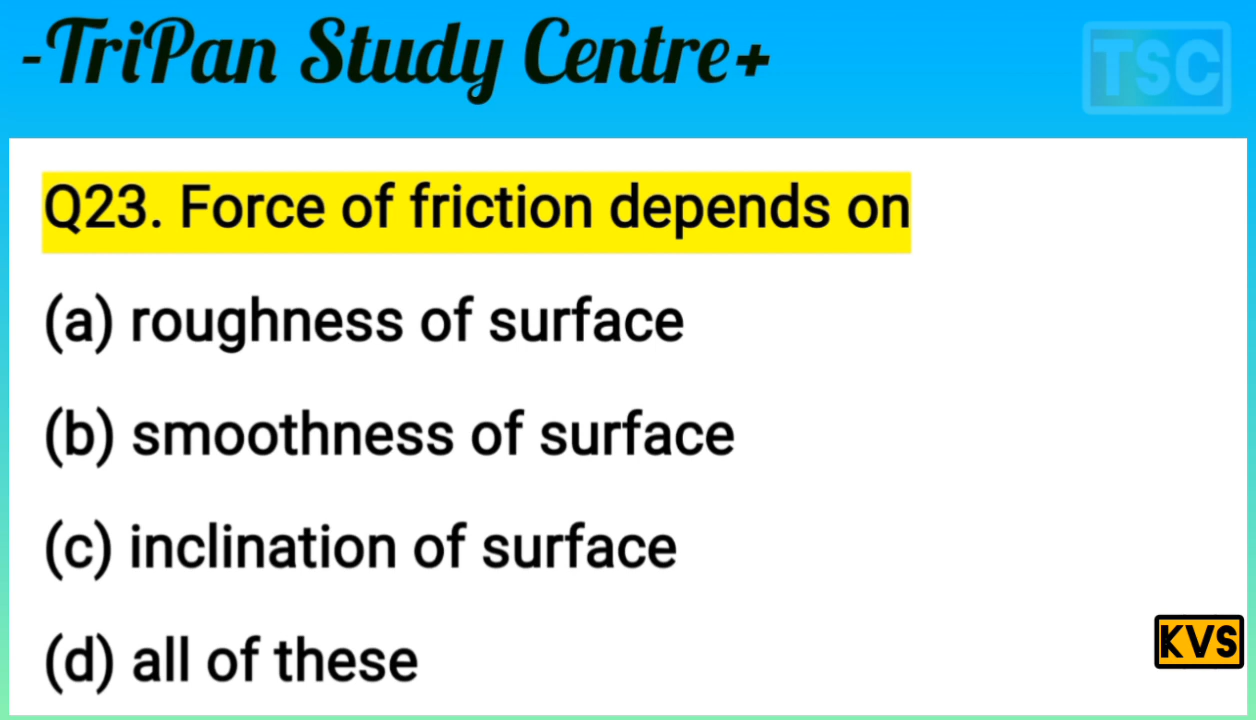 -TriPan Study Centre+
TSC
Q23. Force of friction depends on
(a) roughness of surface
(b) smoothness of surface
(c) inclination of surface
(d) all of these
KVS